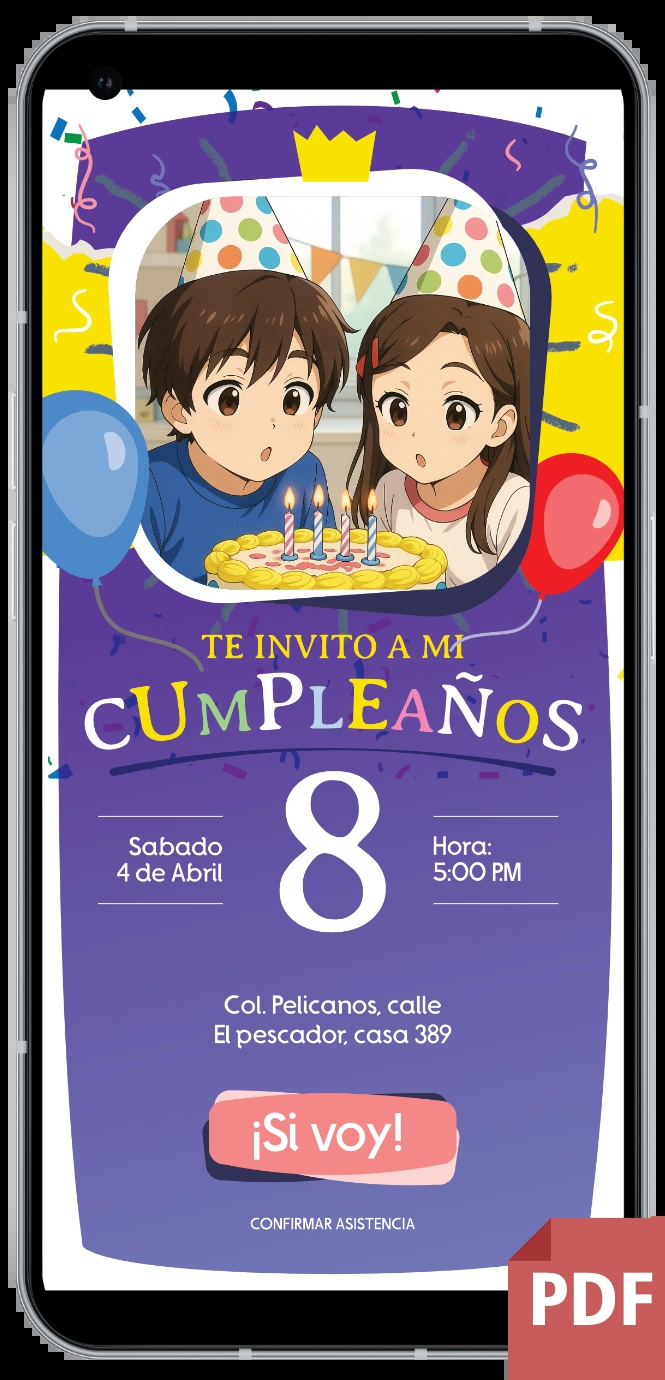 TE INVITO A MI
CUMPLEAÑOS
8
Sabado
4 de Abril
Hora:
5:00 P.M
Col. Pelicanos, calle
El pescador, casa 389
¡Si voy!
CONFIRMAR ASISTENCIA
PDF